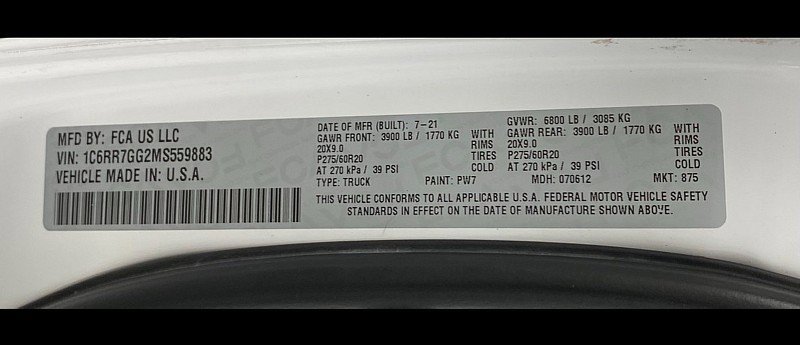 MFD BY: FCA US LLC
VIN: 1C6RR7GG2MS559883
VEHICLE MADE IN: U.S.A.
DATE OF MFR (BUILT): 7-21
GAWR FRONT: 3900 LB / 1770 KG WITH
20X9.0 RIMS
P275/60R20 TIRES
AT 270 kPA / 39 PSI COLD
TYPE: TRUCK PAINT: PW7
GVWR: 6800 LB / 3085 KG
GAWR REAR: 3900 LB / 1770 KG WITH
20X9.0 RIMS
P275/60R20 TIRES
AT 270 kPA / 39 PSI COLD
MDH: 070612 MKT: 875
THIS VEHICLE CONFORMS TO ALL APPLICABLE U.S.A. FEDERAL MOTOR VEHICLE SAFETY
STANDARDS IN EFFECT ON THE DATE OF MANUFACTURE SHOWN ABOVE.